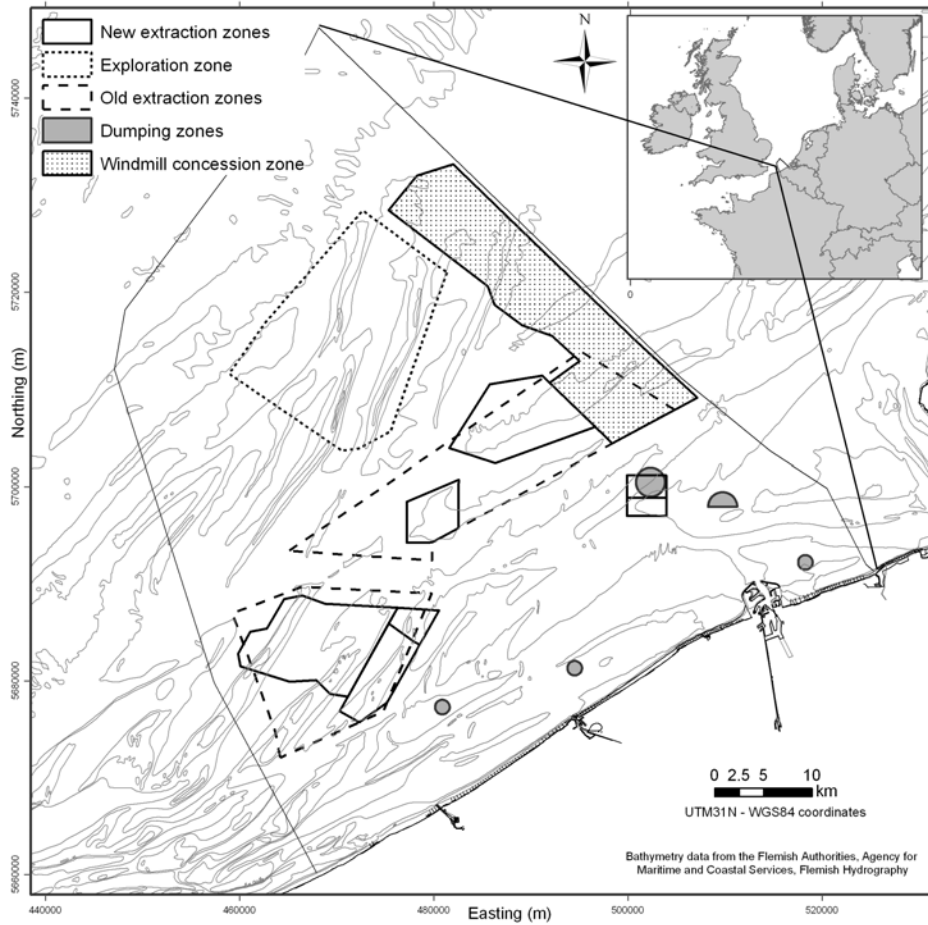 New extraction zones
Exploration zone
Old extraction zones
Dumping zones
Windmill concession zone
N
0
5740000
5720000
5700000
5680000
5660000
Northing (m)
0 2.5 5 10
km
UTM31N - WGS84 coordinates
Bathymetry data from the Flemish Authorities, Agency for
Maritime and Coastal Services, Flemish Hydrography
440000 460000 480000 500000 520000
Easting (m)